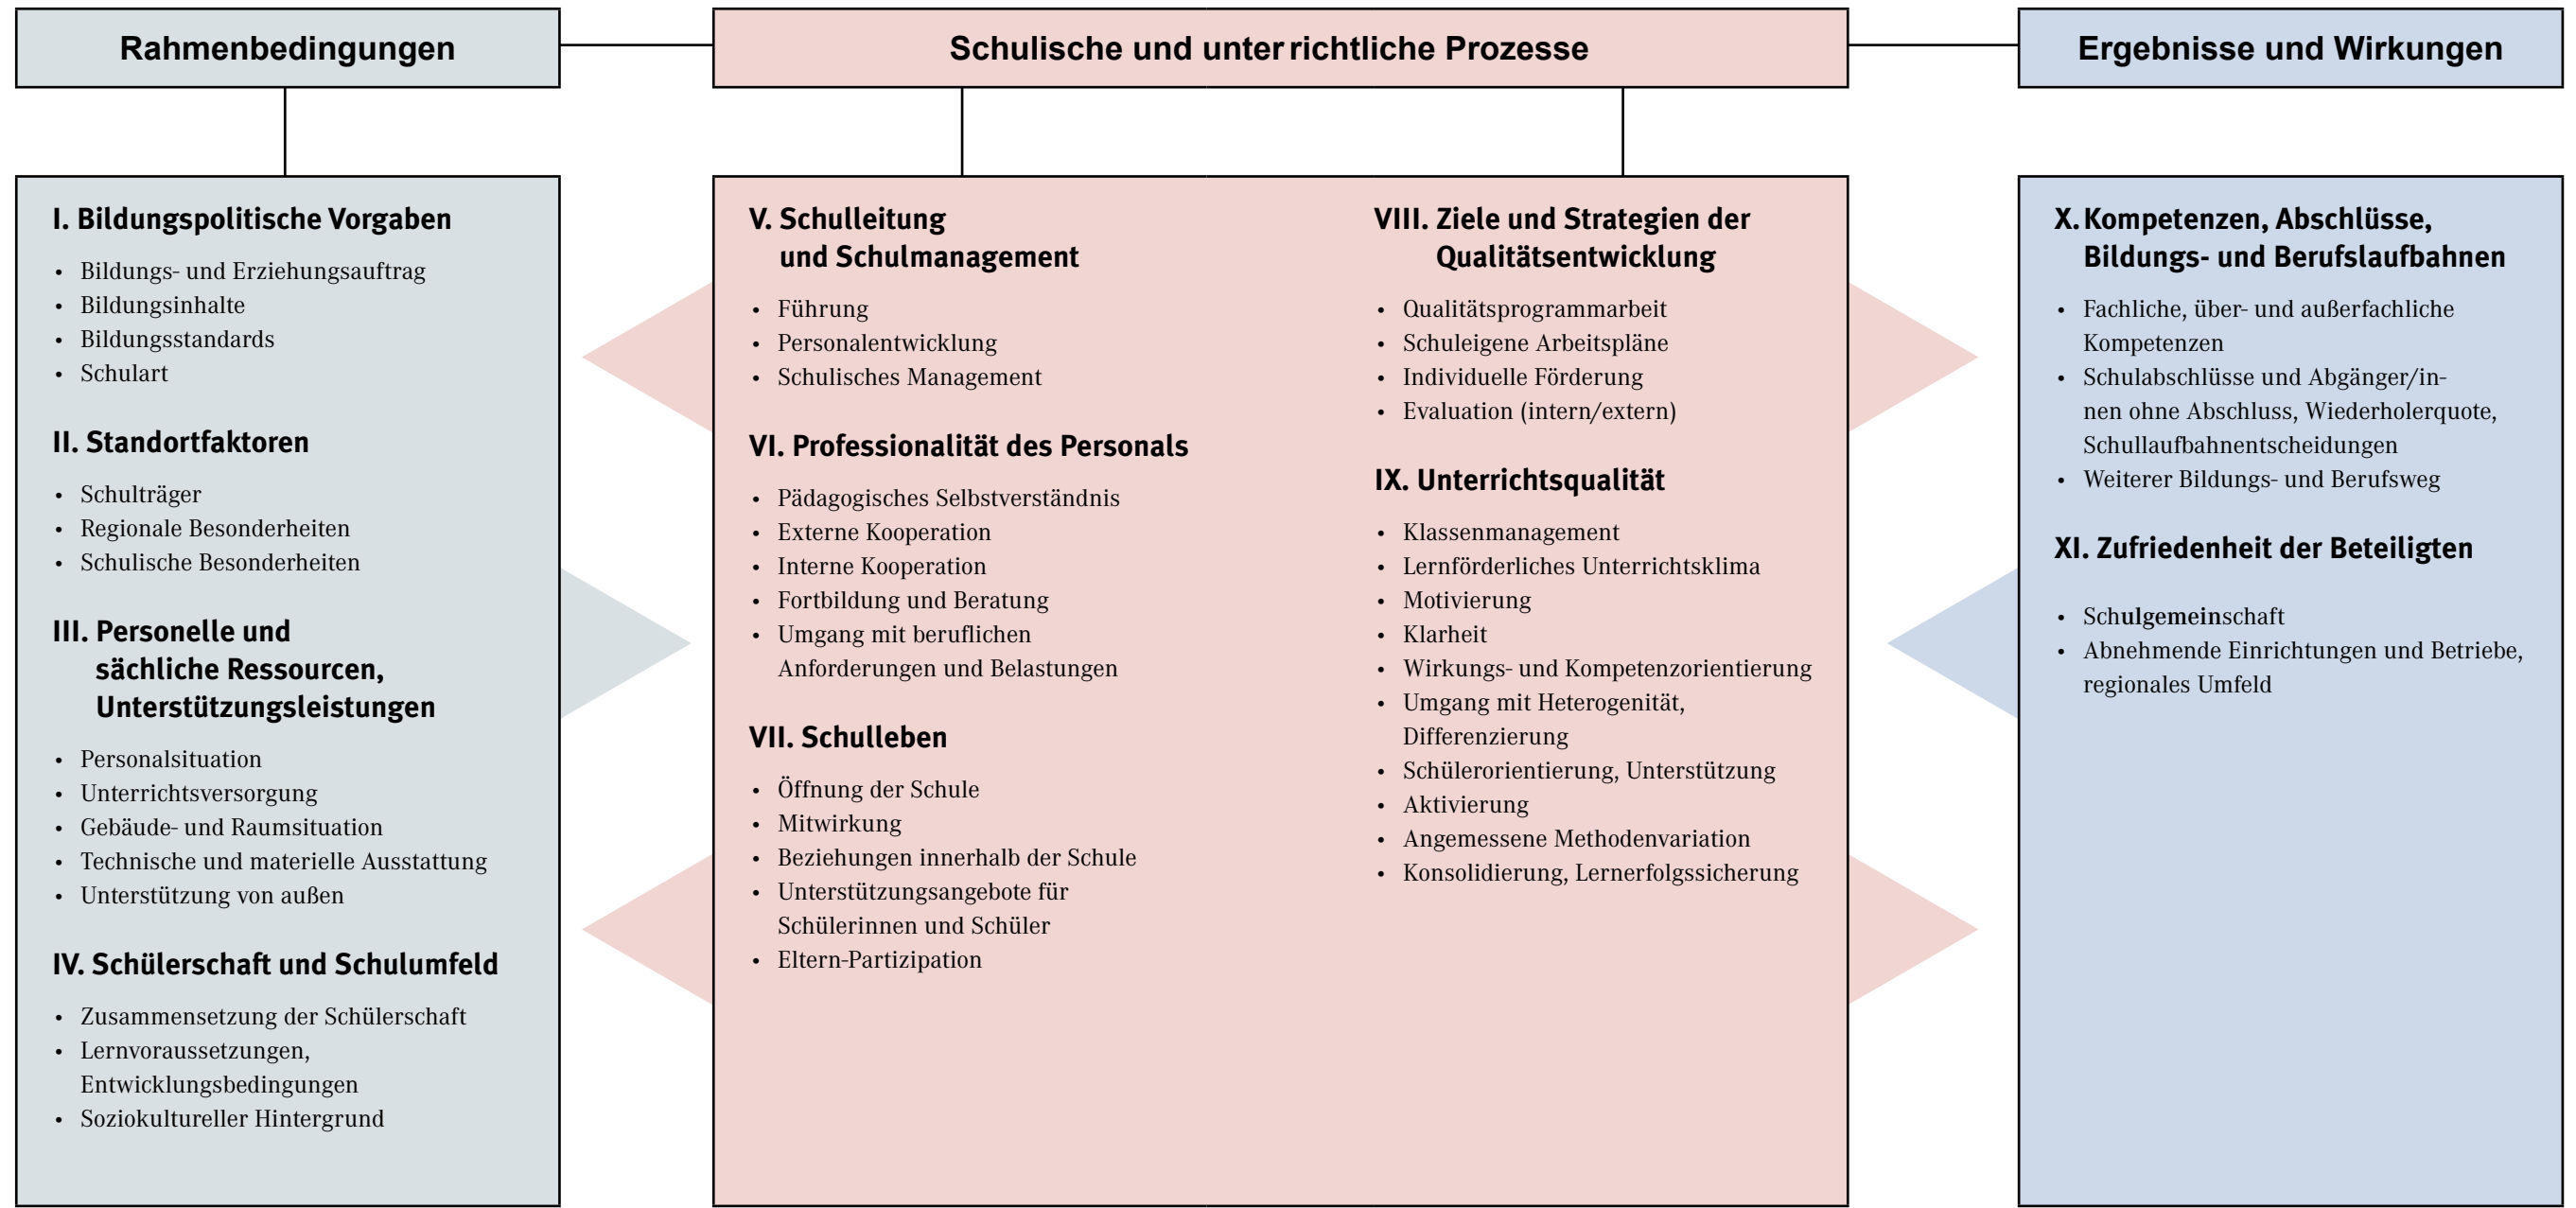 Rahmenbedingungen
Schulische und unterrichtliche Prozesse
Ergebnisse und Wirkungen
I. Bildungspolitische Vorgaben
• Bildungs- und Erziehungsauftrag
• Bildungsinhalte
• Bildungsstandards
• Schulart
II. Standortfaktoren
• Schulträger
• Regionale Besonderheiten
• Schulische Besonderheiten
III. Personelle und
sächliche Ressourcen,
Unterstützungsleistungen
• Personalsituation
• Unterrichtsversorgung
• Gebäude- und Raumsituation
• Technische und materielle Ausstattung
• Unterstützung von außen
IV. Schülerschaft und Schulumfeld
• Zusammensetzung der Schülerschaft
• Lernvoraussetzungen,
Entwicklungsbedingungen
• Soziokultureller Hintergrund
V. Schulleitung
und Schulmanagement
• Führung
• Personalentwicklung
• Schulisches Management
VI. Professionalität des Personals
• Pädagogisches Selbstverständnis
• Externe Kooperation
• Interne Kooperation
• Fortbildung und Beratung
• Umgang mit beruflichen
Anforderungen und Belastungen
VII. Schulleben
• Öffnung der Schule
• Mitwirkung
• Beziehungen innerhalb der Schule
• Unterstützungsangebote für
Schülerinnen und Schüler
• Eltern-Partizipation
VIII. Ziele und Strategien der
Qualitätsentwicklung
• Qualitätsprogrammarbeit
• Schuleigene Arbeitspläne
• Individuelle Förderung
• Evaluation (intern/extern)
IX. Unterrichtsqualität
• Klassenmanagement
• Lernförderliches Unterrichtsklima
• Motivierung
• Klarheit
• Wirkungs- und Kompetenzorientierung
• Umgang mit Heterogenität,
Differenzierung
• Schülerorientierung, Unterstützung
• Aktivierung
• Angemessene Methodenvariation
• Konsolidierung, Lernerfolgssicherung
X. Kompetenzen, Abschlüsse,
Bildungs- und Berufslaufbahnen
• Fachliche, über- und außerfachliche
Kompetenzen
• Schulabschlüsse und Abgänger/in-
nen ohne Abschluss, Wiederholerquote,
Schullaufbahnentscheidungen
• Weiterer Bildungs- und Berufsweg
XI. Zufriedenheit der Beteiligten
• Schulgemeinschaft
• Abnehmende Einrichtungen und Betriebe,
regionales Umfeld